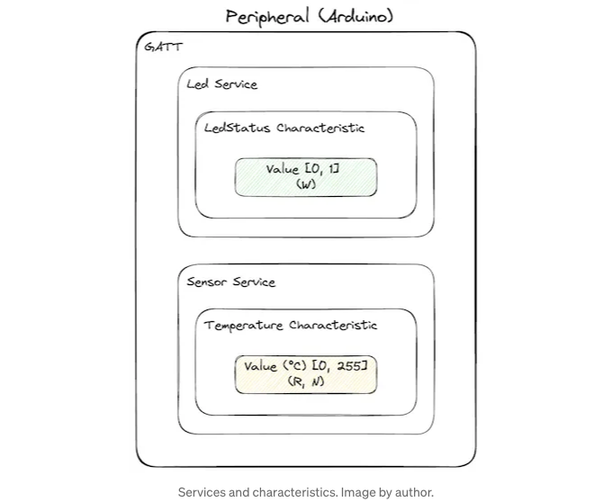 Peripheral (Arduino)
GATT
Led Service
LedStatus Characteristic
Value [0, 1]
(W)
Sensor Service
Temperature Characteristic
Value (°C) [0, 255]
(R, N)
Services and characteristics. Image by author.